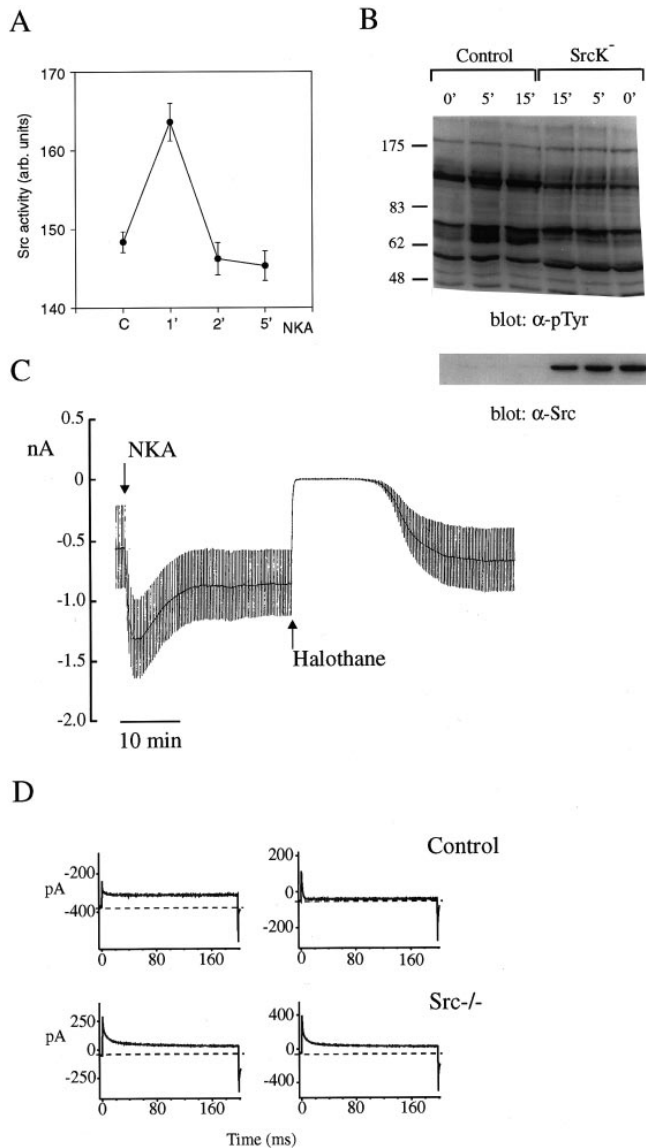 A
Src activity (arb. units)
170
160
150
140
C 1' 2' 5' NKA
B
Control SrcK-
0' 5' 15' 15' 5' 0'
175
83
62
48
blot: α-pTyr
blot: α-Src
C
nA
0.5
0
-0.5
-1.0
-1.5
-2.0
NKA
Halothane
10 min
D
Control
pA
-200
-400
0 80 160
200
0
-200
0 80 160
Src-/-
pA
250
0
-250
0 80 160
400
0
-400
0 80 160
Time (ms)